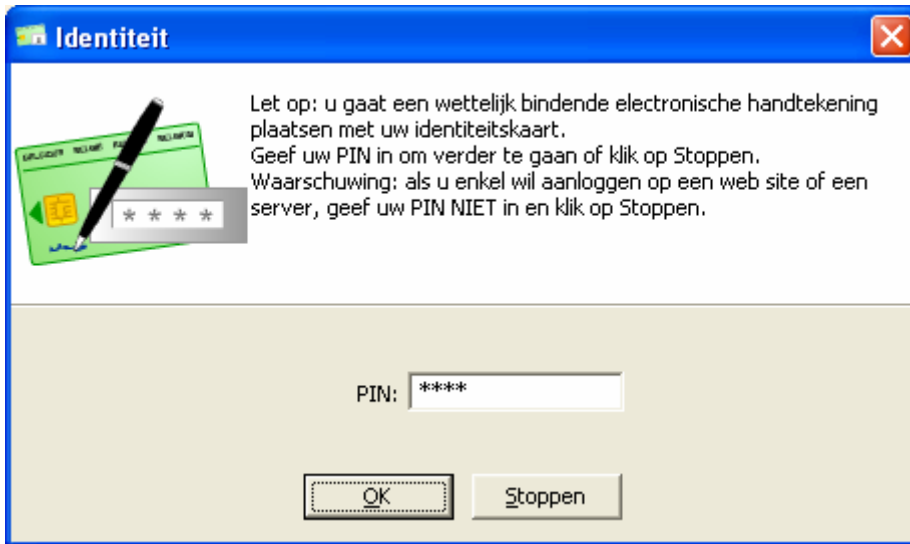 Identiteit
Let op: u gaat een wettelijk bindende electronische handtekening
plaatsen met uw identiteitskaart.
Geef uw PIN in om verder te gaan of klik op Stoppen.
Waarschuwing: als u enkel wil aanloggen op een web site of een
server, geef uw PIN NIET in en klik op Stoppen.
* * * *
PIN: ****
OK
Stoppen